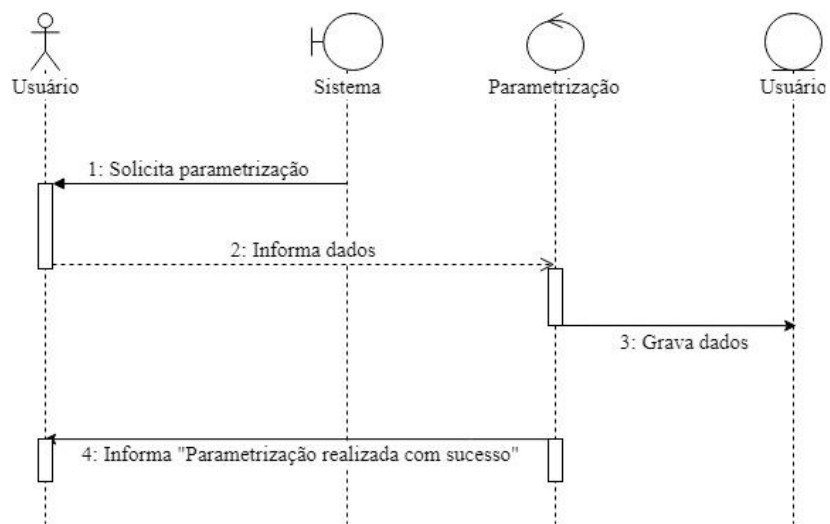 Usuário
Sistema
Parametrização
Usuário
1: Solicita parametrização
2: Informa dados
3: Grava dados
4: Informa "Parametrização realizada com sucesso"